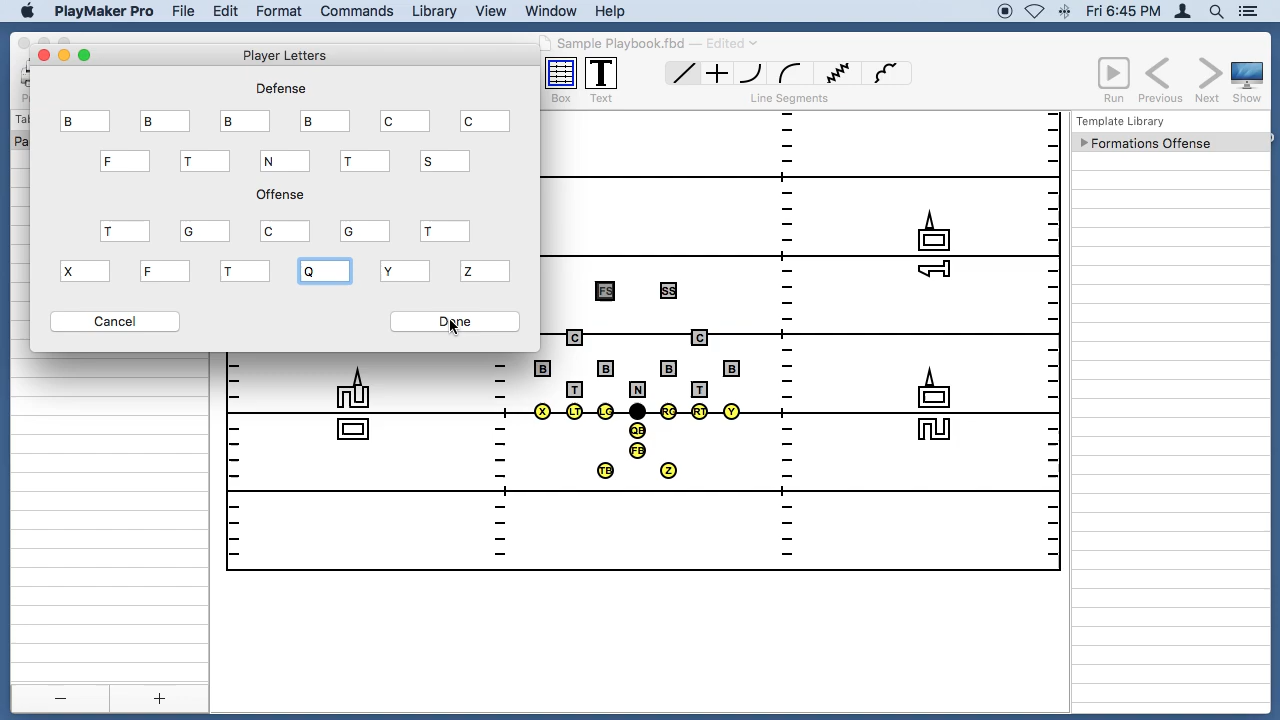 PlayMaker Pro File Edit Format Commands Library View Window Help Fri 6:45 PM
Sample Playbook.fbd — Edited
Player Letters
Box Text Line Segments Run Previous Next Show
Template Library
Formations Offense
Defense
B B B B C C
F T N T S
Offense
T G C G T
X F T Q Y Z
Cancel Done
FS SS
C C
B B B B
T N T
X LT LG RG RT Y
QB
FB
TB Z